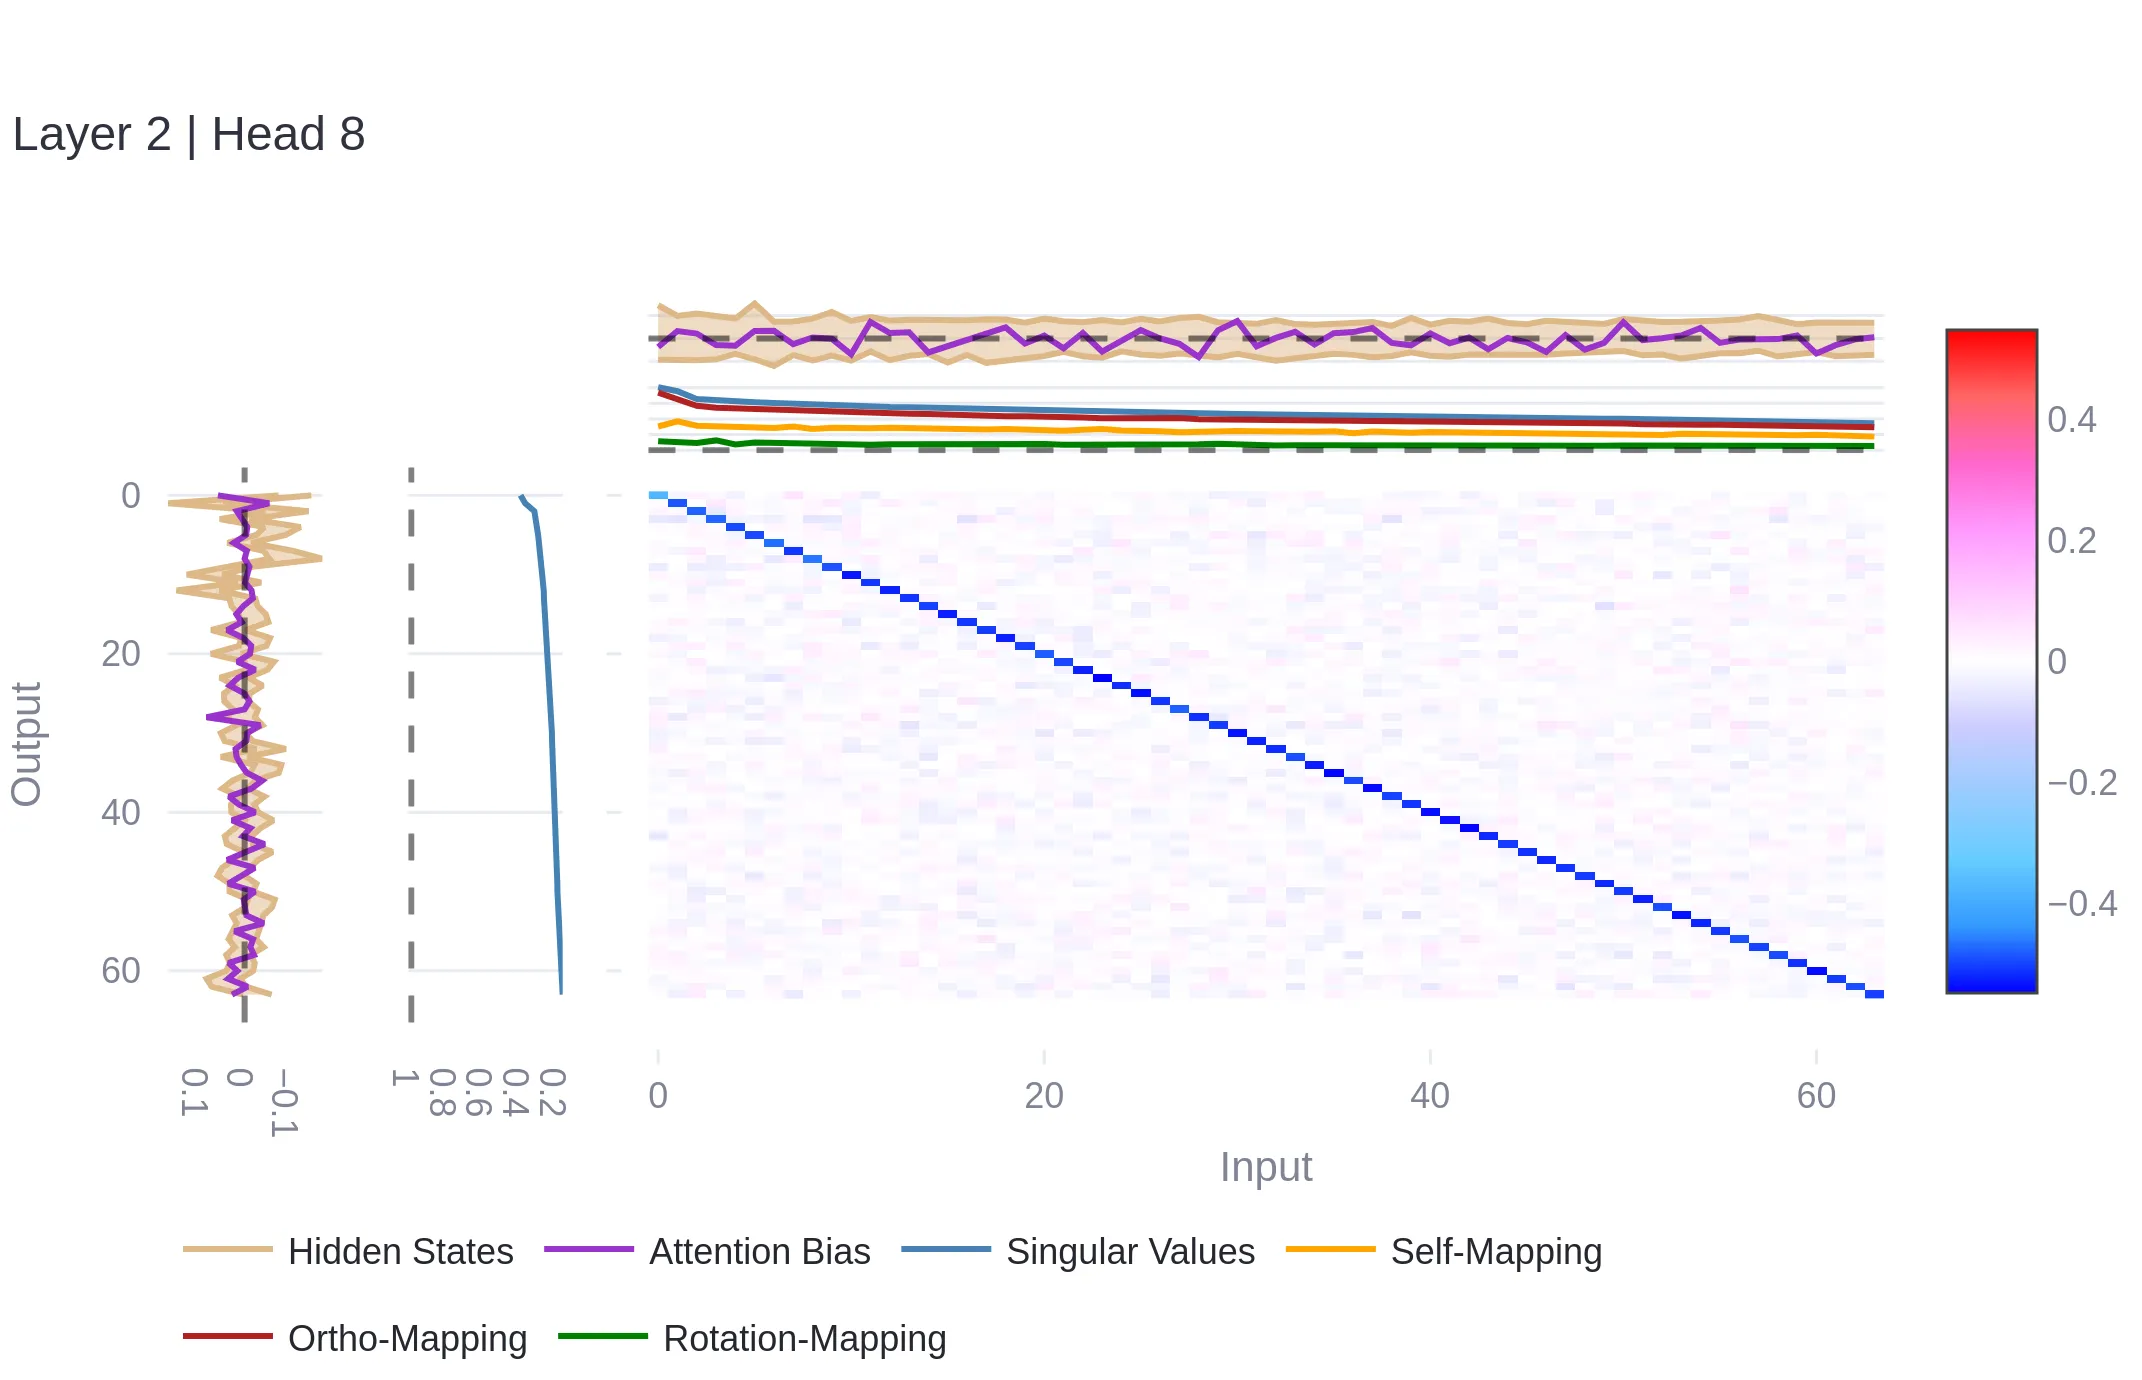 Layer 2 | Head 8
0
20
40
60
Output
0.1
0
−0.1
1
0.8
0.6
0.4
0.2
0
20
40
60
Input
0.4
0.2
0
−0.2
−0.4
Hidden States
Attention Bias
Singular Values
Self-Mapping
Ortho-Mapping
Rotation-Mapping